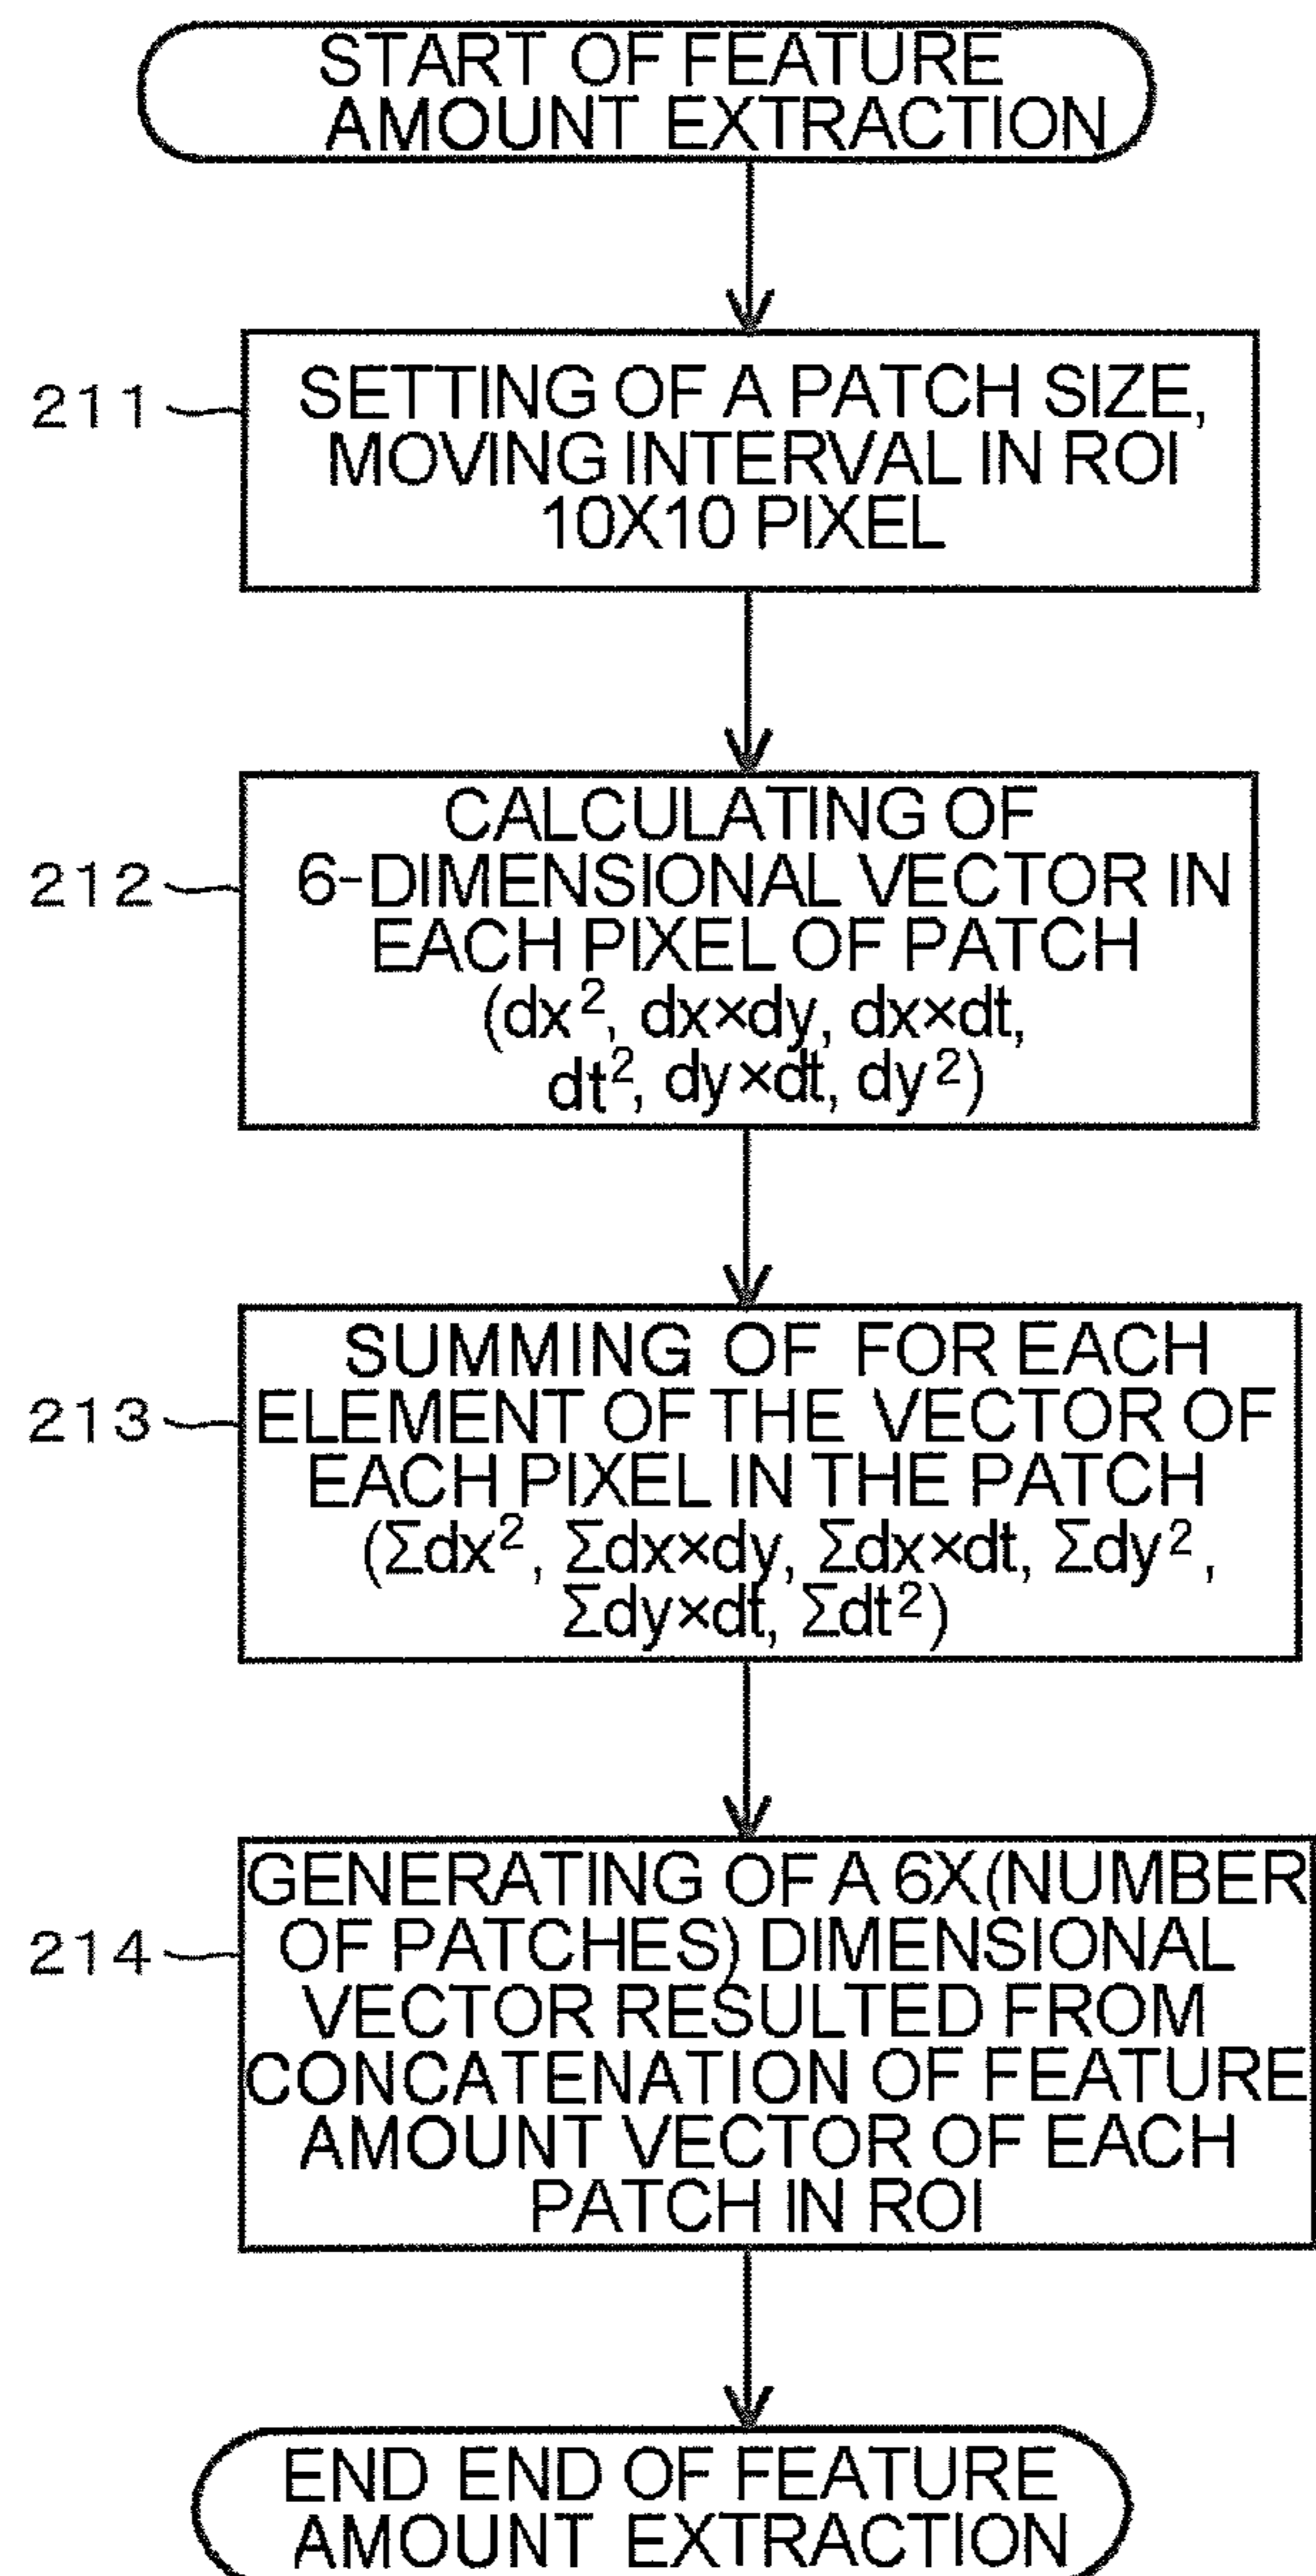 START OF FEATURE
AMOUNT EXTRACTION
211
SETTING OF A PATCH SIZE,
MOVING INTERVAL IN ROI
10X10 PIXEL
212
CALCULATING OF
6-DIMENSIONAL VECTOR IN
EACH PIXEL OF PATCH
(dx², dx×dy, dx×dt,
dt², dy×dt, dy²)
213
SUMMING OF FOR EACH
ELEMENT OF THE VECTOR OF
EACH PIXEL IN THE PATCH
(Σdx², Σdx×dy, Σdx×dt, Σdy²,
Σdy×dt, Σdt²)
214
GENERATING OF A 6X(NUMBER
OF PATCHES) DIMENSIONAL
VECTOR RESULTED FROM
CONCATENATION OF FEATURE
AMOUNT VECTOR OF EACH
PATCH IN ROI
END END OF FEATURE
AMOUNT EXTRACTION